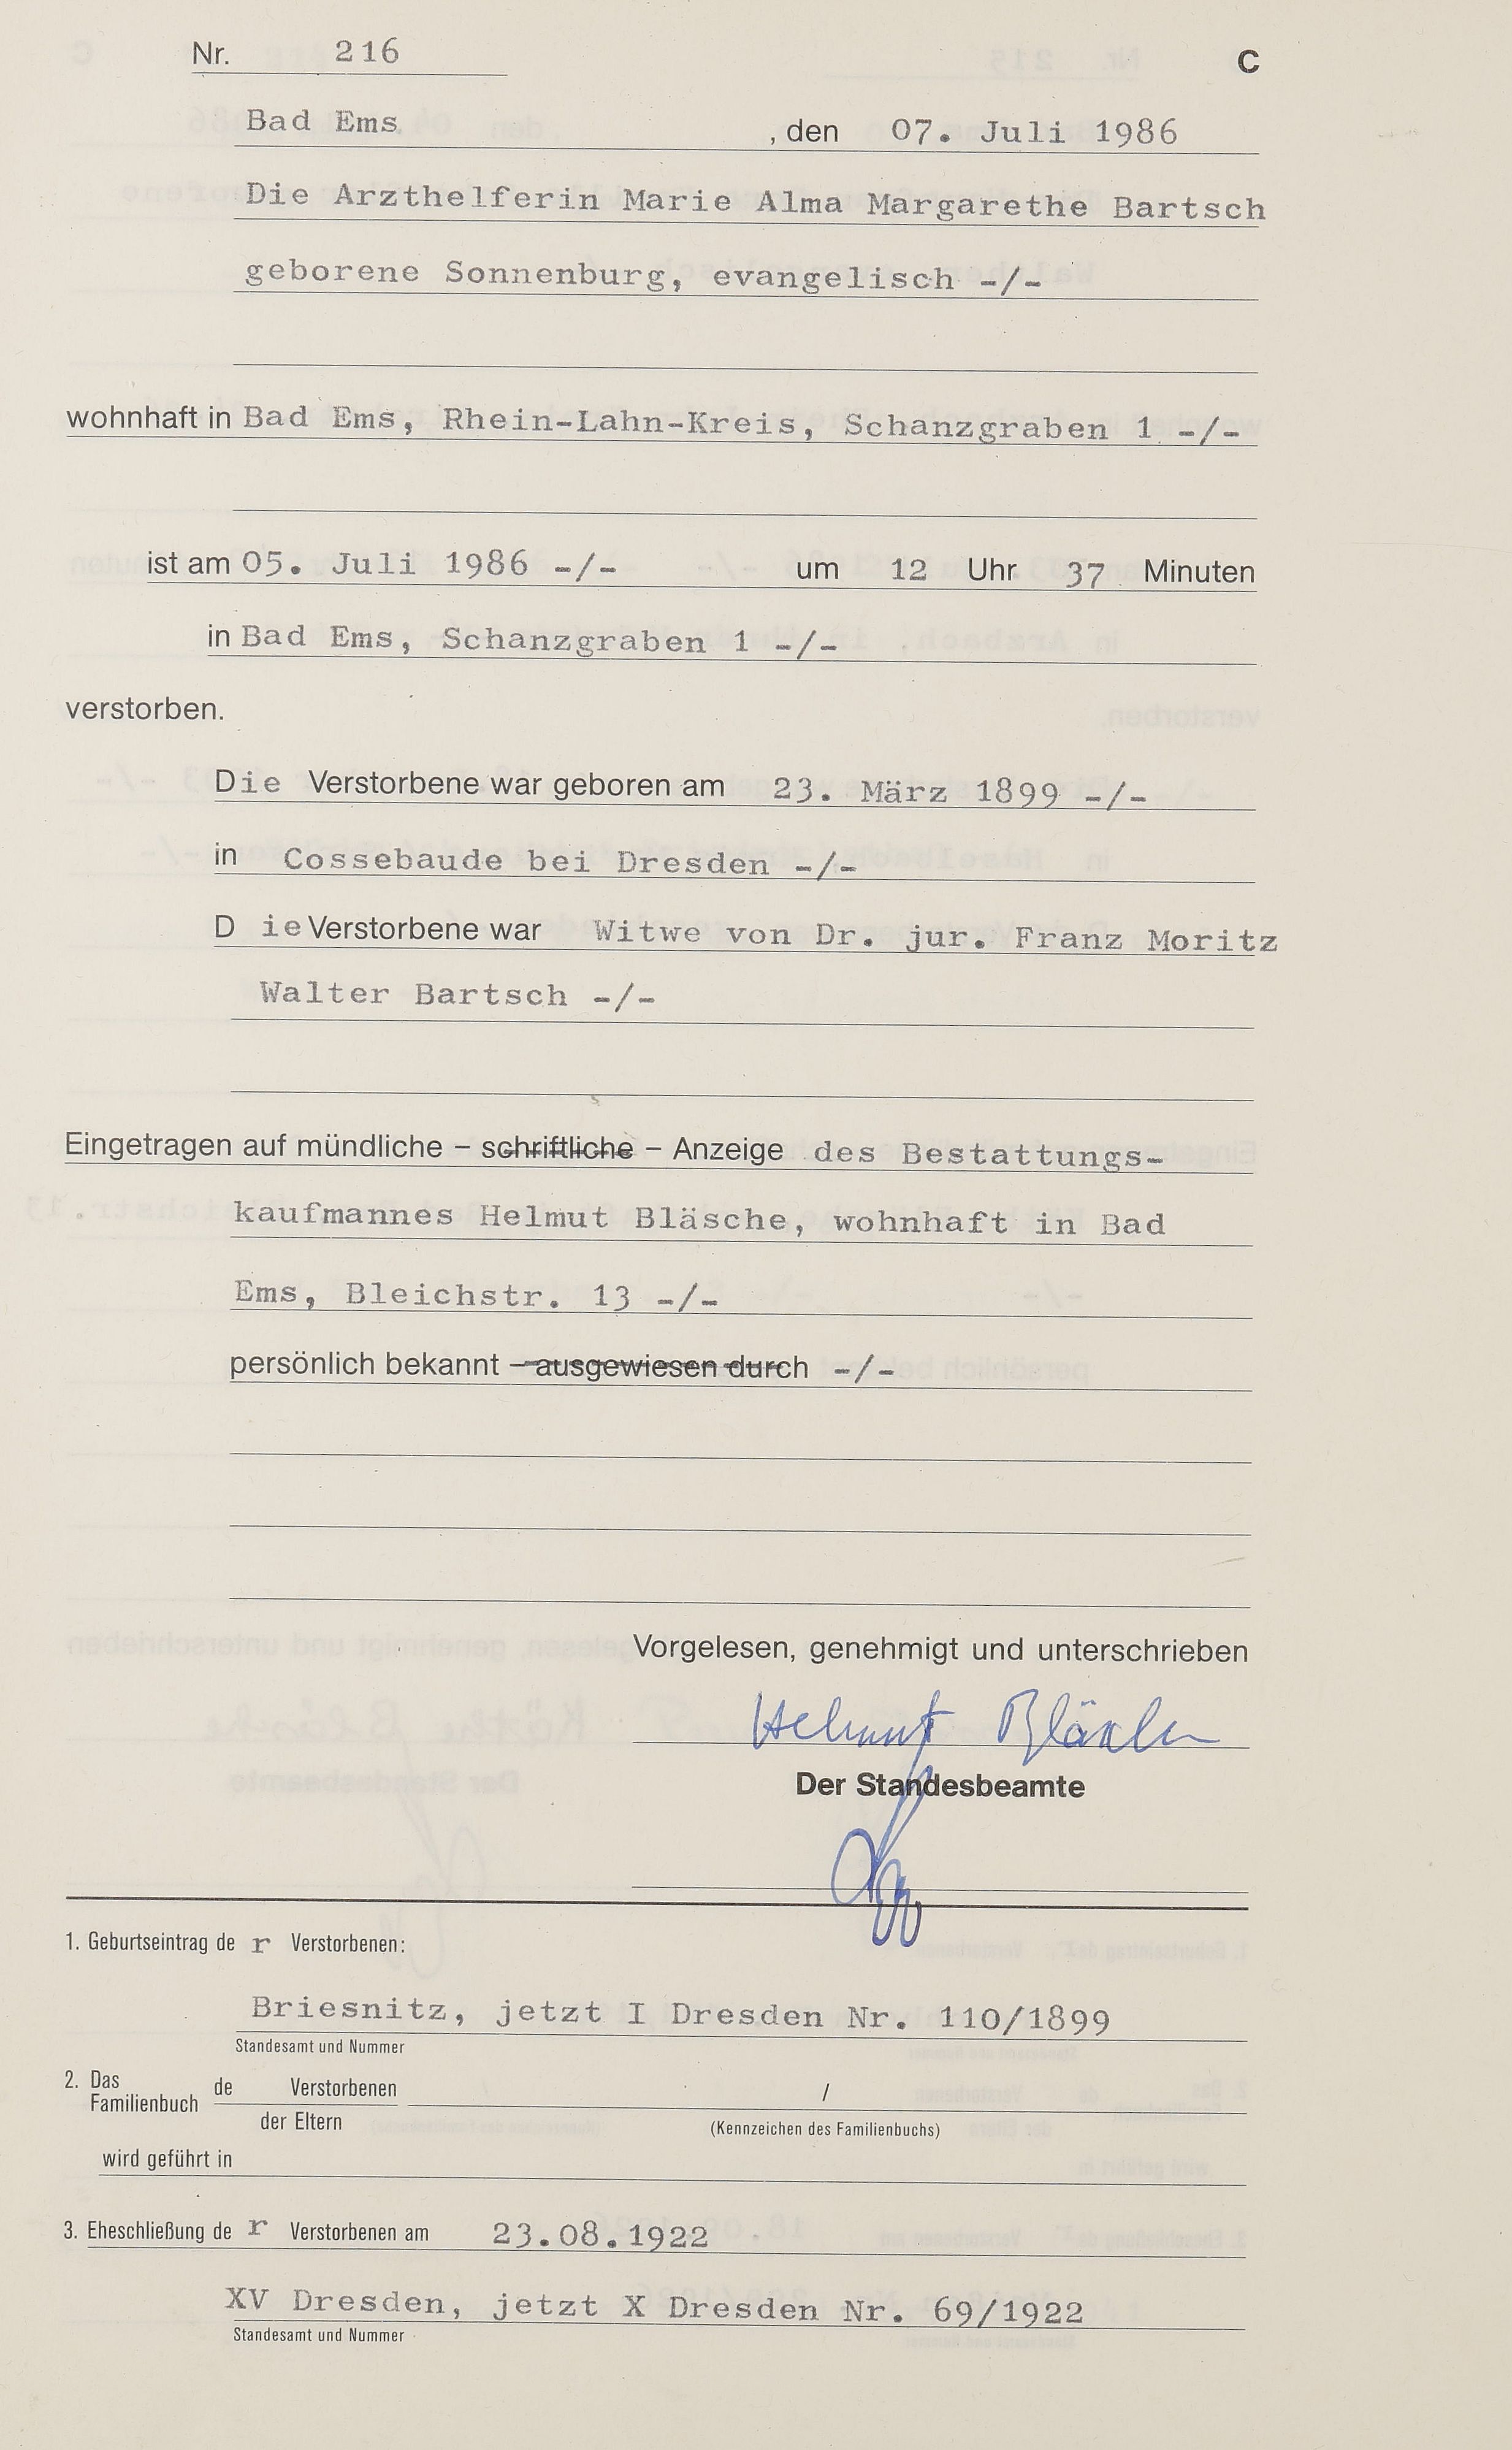 Nr. 216 C
Bad Ems , den 07. Juli 1986
Die Arzthelferin Marie Alma Margarethe Bartsch
geborene Sonnenburg, evangelisch -/-
wohnhaft in Bad Ems, Rhein-Lahn-Kreis, Schanzgraben 1 -/-
ist am 05. Juli 1986 -/- um 12 Uhr 37 Minuten
in Bad Ems, Schanzgraben 1 -/-
verstorben.
Die Verstorbene war geboren am 23. März 1899 -/-
in Cossebaude bei Dresden -/-
Die Verstorbene war Witwe von Dr. jur. Franz Moritz
Walter Bartsch -/-
Eingetragen auf mündliche – schriftliche – Anzeige des Bestattungs-
kaufmannes Helmut Bläsche, wohnhaft in Bad
Ems, Bleichstr. 13 -/-
persönlich bekannt – ausgewiesen durch -/-
Vorgelesen, genehmigt und unterschrieben
Helmut Bläsche
Der Standesbeamte
1. Geburtseintrag de r Verstorbenen:
Briesnitz, jetzt I Dresden Nr. 110/1899
Standesamt und Nummer
2. Das Familienbuch de Verstorbenen /
der Eltern (Kennzeichen des Familienbuchs)
wird geführt in
3. Eheschließung de r Verstorbenen am 23.08.1922
XV Dresden, jetzt X Dresden Nr. 69/1922
Standesamt und Nummer